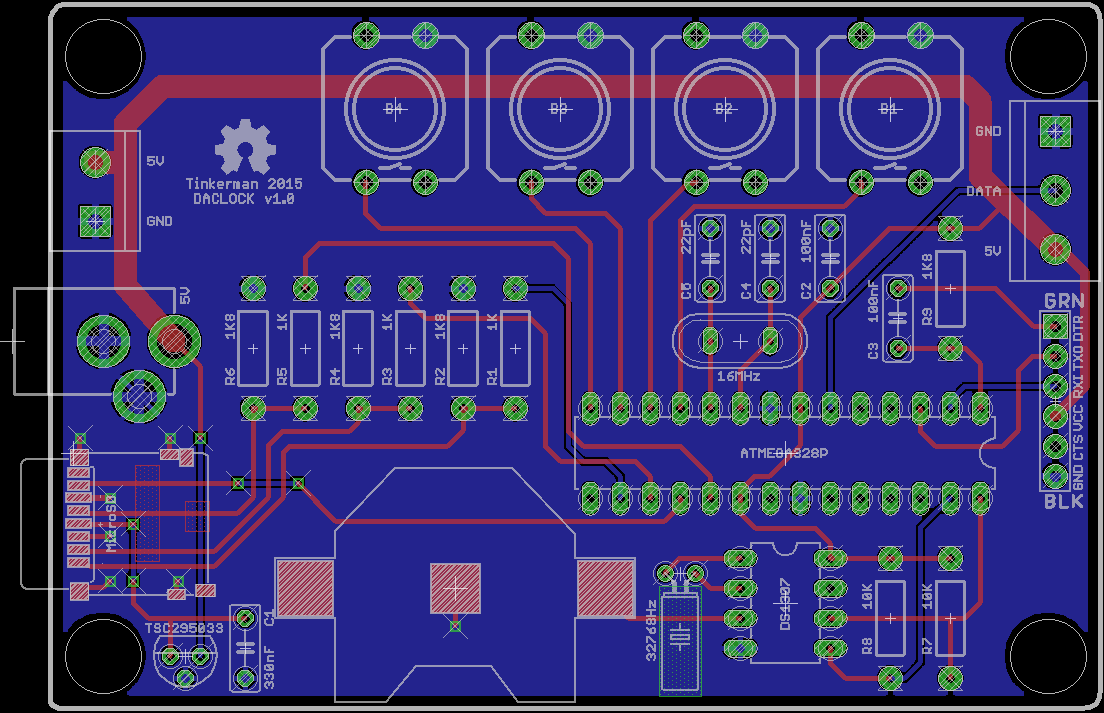 B4
B3
B2
B1
Tinkerman 2015
DACLOCK v1.0
5V
GND
5V
GND
DATA
5V
22pF
C5
22pF
C4
100nF
C2
16MHz
100nF
C3
1K8
R9
1K8
R6
1K
R5
1K8
R4
1K
R3
1K8
R2
1K
R1
GRN
DTR
TXO
RXI
VCC
CTS
GND
BLK
ATMEGA328P
MicroSD
TSC295033
C1
330nF
32768Hz
DS1307
10K
R8
10K
R7